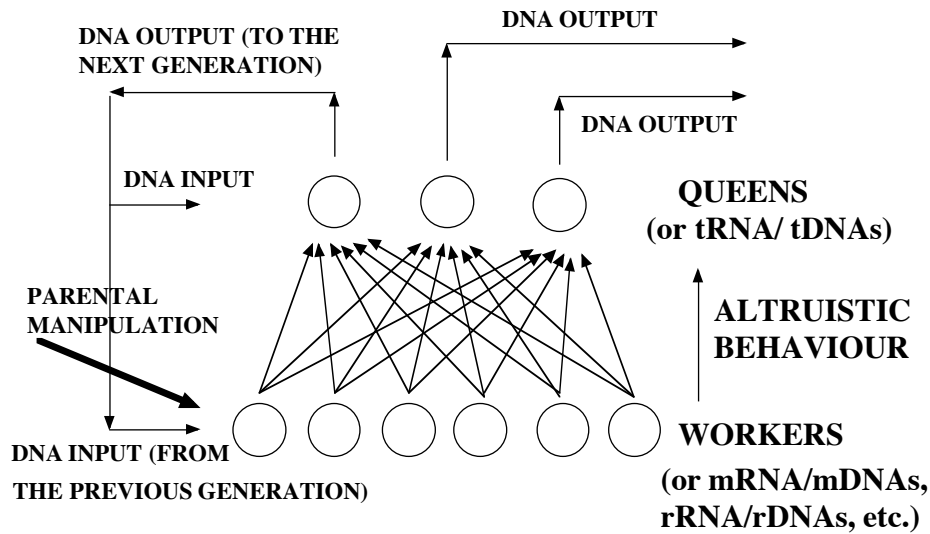 DNA OUTPUT
DNA OUTPUT (TO THE
NEXT GENERATION)
DNA OUTPUT
DNA INPUT
QUEENS
(or tRNA/ tDNAs)
PARENTAL
MANIPULATION
ALTRUISTIC
BEHAVIOUR
WORKERS
DNA INPUT (FROM
THE PREVIOUS GENERATION)
(or mRNA/mDNAs,
rRNA/rDNAs, etc.)